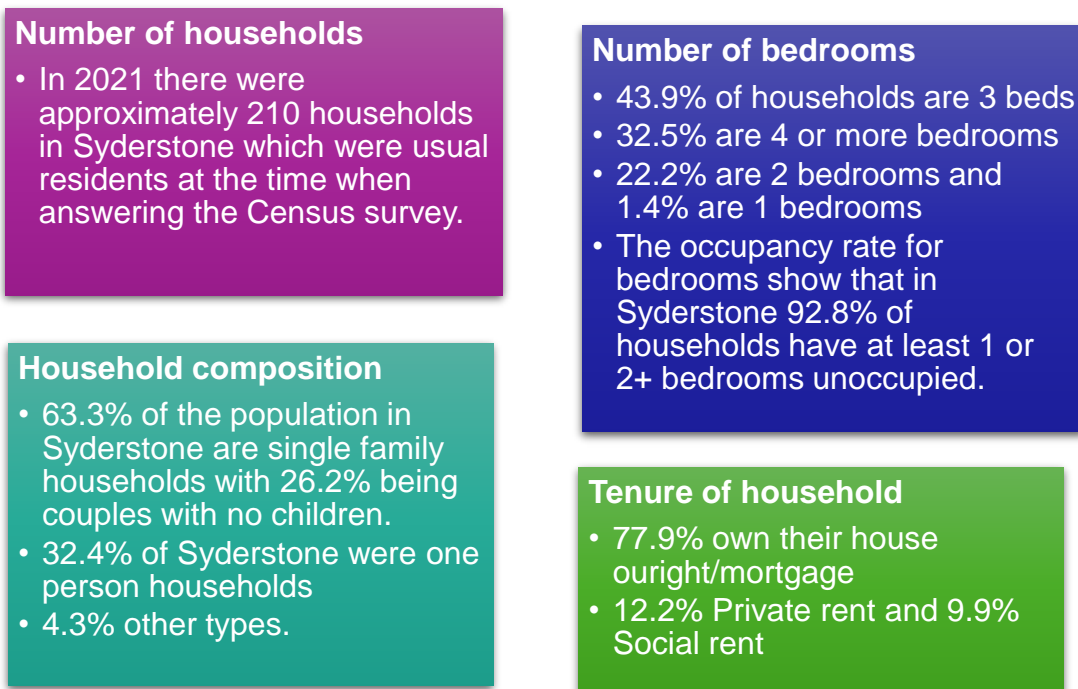 Number of households
• In 2021 there were
approximately 210 households
in Syderstone which were usual
residents at the time when
answering the Census survey.
Number of bedrooms
• 43.9% of households are 3 beds
• 32.5% are 4 or more bedrooms
• 22.2% are 2 bedrooms and
1.4% are 1 bedrooms
• The occupancy rate for
bedrooms show that in
Syderstone 92.8% of
households have at least 1 or
2+ bedrooms unoccupied.
Household composition
• 63.3% of the population in
Syderstone are single family
households with 26.2% being
couples with no children.
• 32.4% of Syderstone were one
person households
• 4.3% other types.
Tenure of household
• 77.9% own their house
ouright/mortgage
• 12.2% Private rent and 9.9%
Social rent